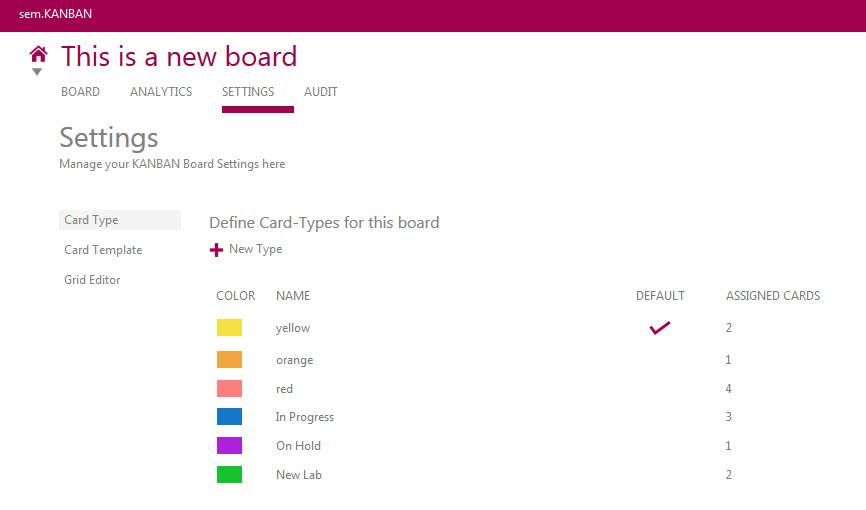 sem.KANBAN
This is a new board
BOARD ANALYTICS SETTINGS AUDIT
Settings
Manage your KANBAN Board Settings here
Card Type
Card Template
Grid Editor
Define Card-Types for this board
New Type
COLOR NAME DEFAULT ASSIGNED CARDS
yellow 2
orange 1
red 4
In Progress 3
On Hold 1
New Lab 2